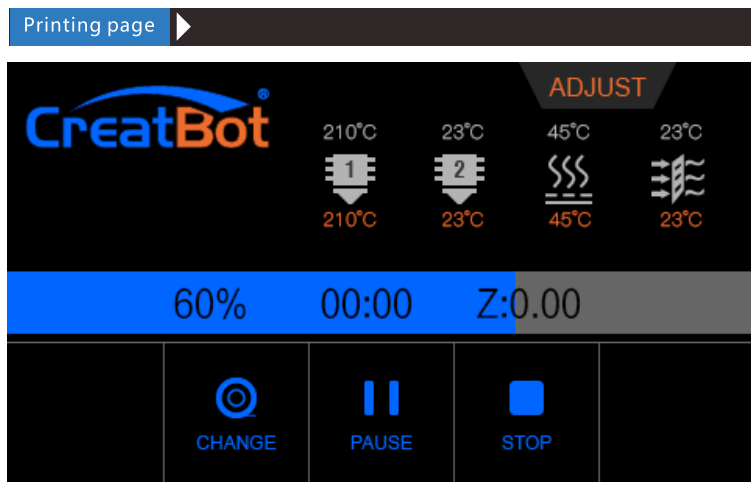 Printing page
ADJUST
CreatBot®
210°C 23°C 45°C 23°C
1 2
210°C 23°C 45°C 23°C
60% 00:00 Z:0.00
CHANGE PAUSE STOP